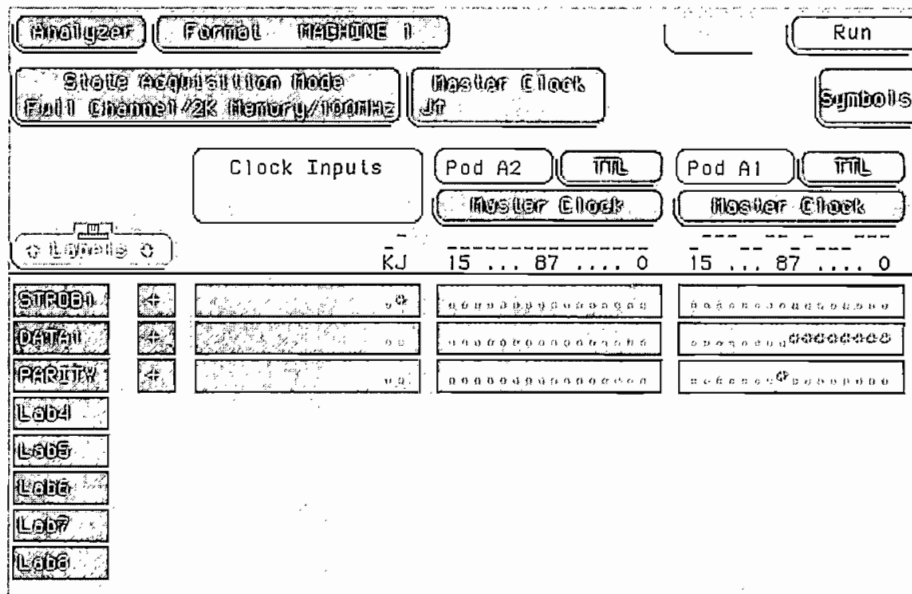 Analyzer Format MACHINE 1 Run
State Acquisition Mode
Full Channel/2K Memory/100MHz
Master Clock
J↑
Symbols
Clock Inputs Pod A2 TTL Pod A1 TTL
Master Clock Master Clock
Labels
KJ 15 ... 87 .... 0 15 ... 87 .... 0
STROB1 +
DATA1 +
PARITY +
Lab4
Lab5
Lab6
Lab7
Lab8